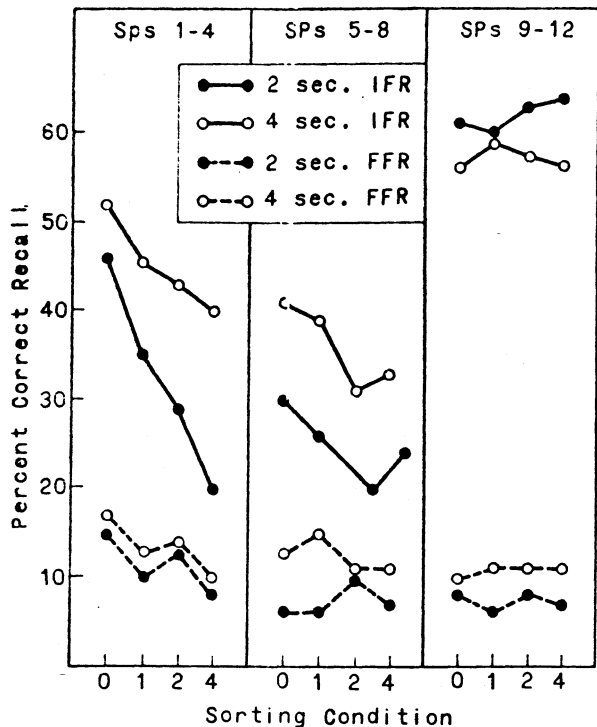 Sps 1-4 SPs 5-8 SPs 9-12
2 sec. IFR
4 sec. IFR
2 sec. FFR
4 sec. FFR
60
50
40
30
20
10
Percent Correct Recall
0 1 2 4 0 1 2 4 0 1 2 4
Sorting Condition